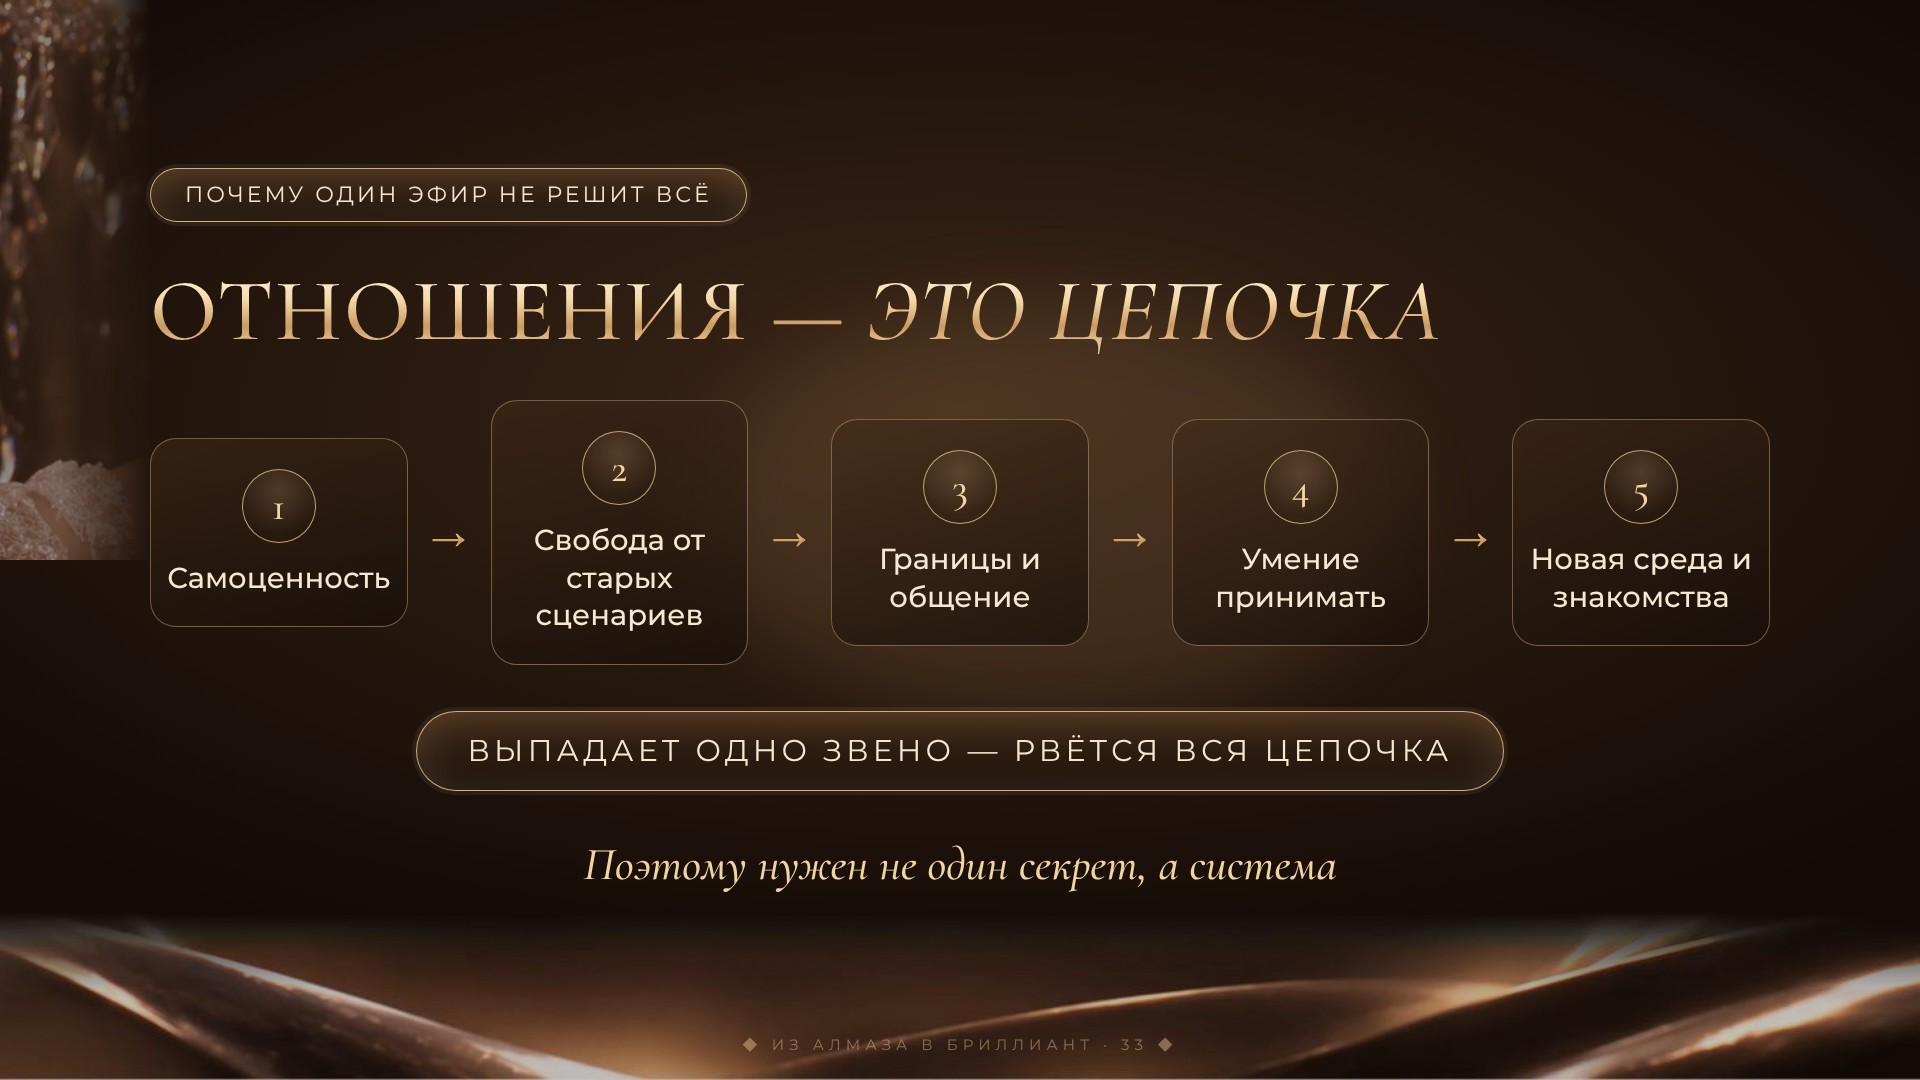 ПОЧЕМУ ОДИН ЭФИР НЕ РЕШИТ ВСЁ
ОТНОШЕНИЯ — ЭТО ЦЕПОЧКА
1
Самоценность
→
2
Свобода от
старых
сценариев
→
3
Границы и
общение
→
4
Умение
принимать
→
5
Новая среда и
знакомства
ВЫПАДАЕТ ОДНО ЗВЕНО — РВЁТСЯ ВСЯ ЦЕПОЧКА
Поэтому нужен не один секрет, а система
◆ ИЗ АЛМАЗА В БРИЛЛИАНТ · 33 ◆